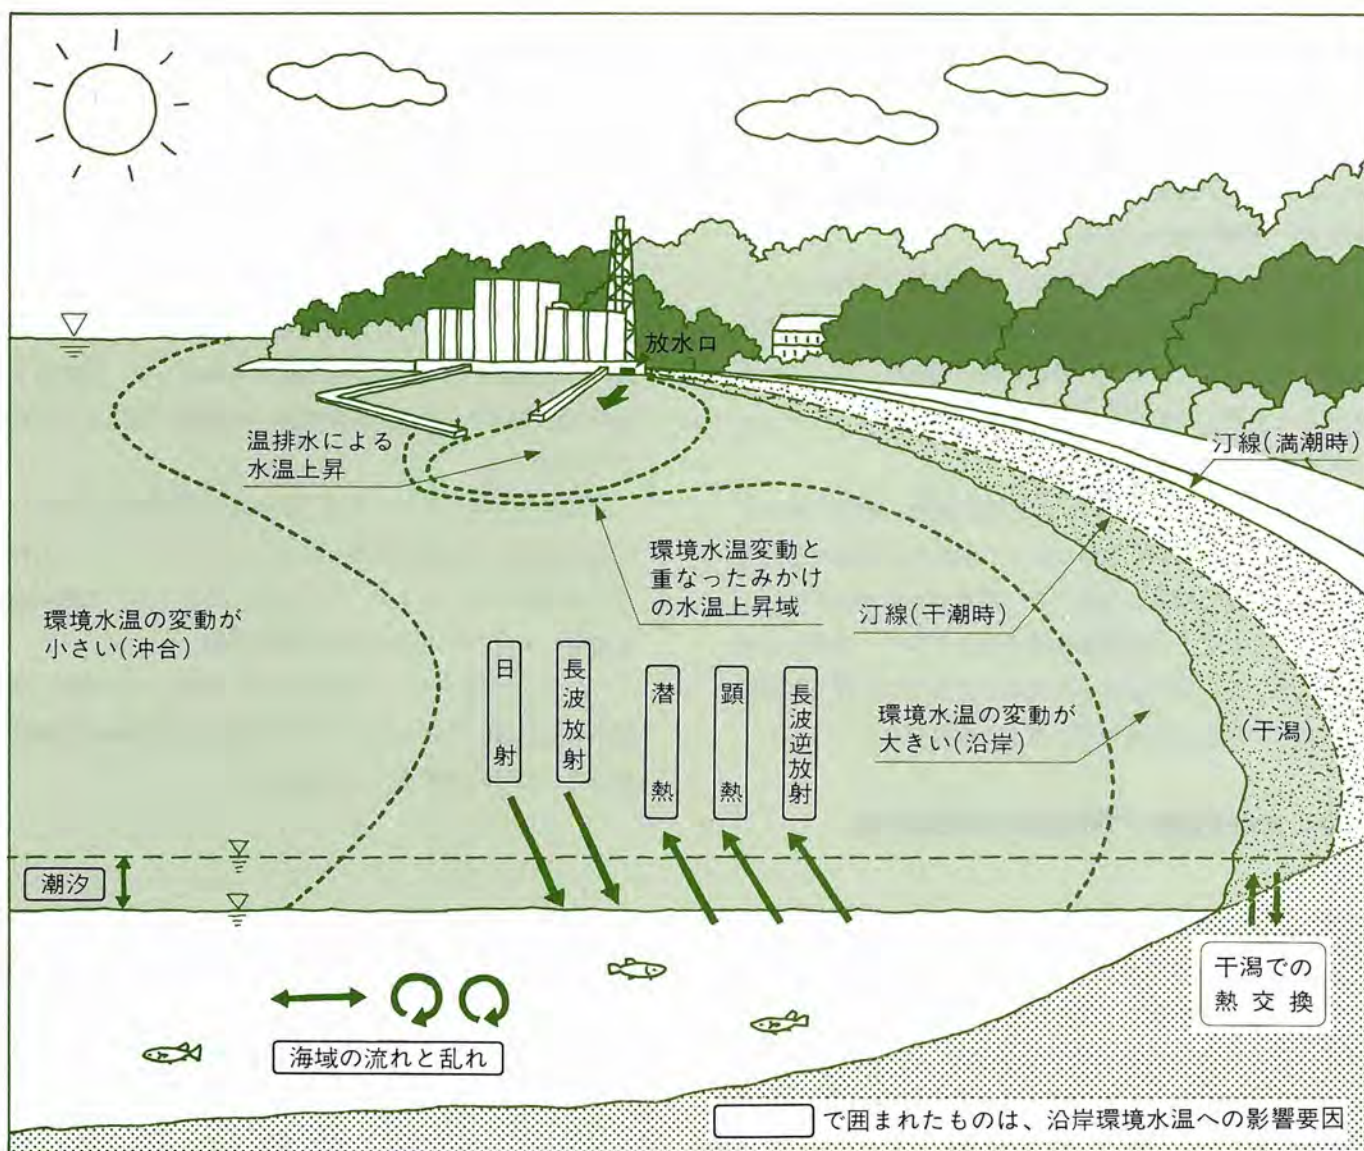 放水口
温排水による
水温上昇
汀線(満潮時)
環境水温変動と
重なったみかけ
の水温上昇域
汀線(干潮時)
環境水温の変動が
小さい(沖合)
日射
長波放射
潜熱
顕熱
長波逆放射
環境水温の変動が
大きい(沿岸)
(干潟)
潮汐
干潟での
熱交換
海域の流れと乱れ
で囲まれたものは、沿岸環境水温への影響要因